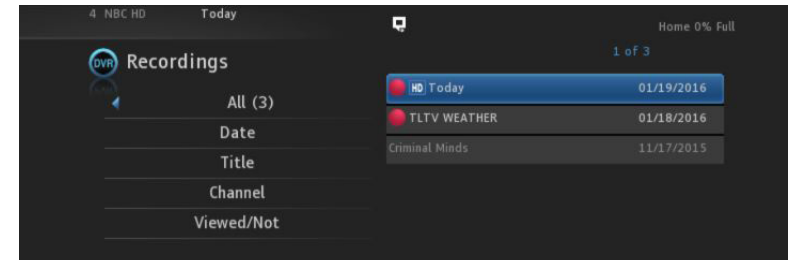 4 NBC HD Today
Home 0% Full
DVR Recordings
1 of 3
All (3)
Date
Title
Channel
Viewed/Not
HD Today 01/19/2016
TLTV WEATHER 01/18/2016
Criminal Minds 11/17/2015